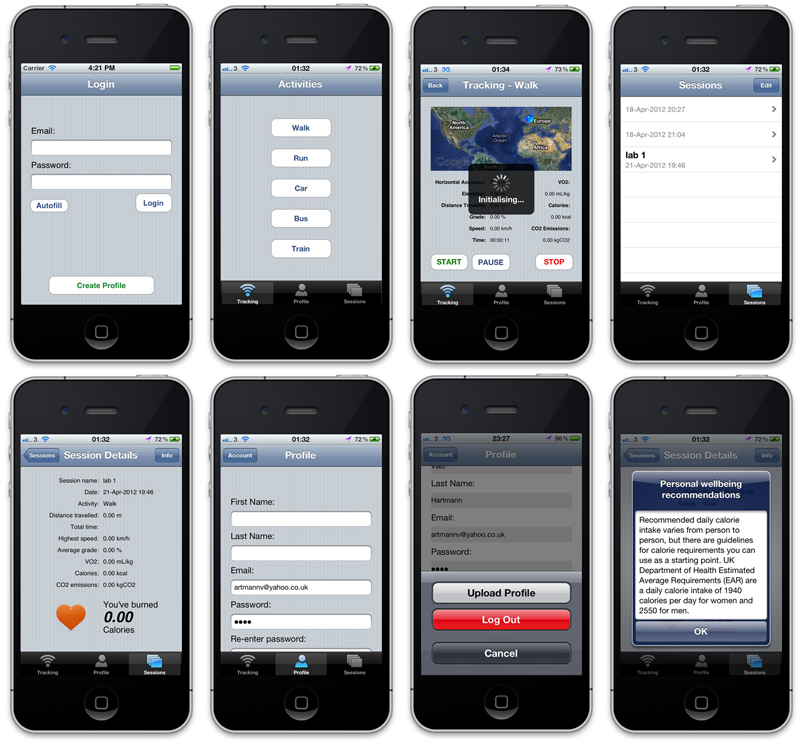 Carrier 4:21 PM
Login
Email:
Password:
Autofill
Login
Create Profile
3 01:32 72%
Activities
Walk
Run
Car
Bus
Train
Tracking Profile Sessions
3 3G 01:34 73%
Back Tracking - Walk
North America
Atlantic Ocean
Europe
Africa
Google
Horizontal Accuracy: VO2:
0.00 mL/kg
Distance Calories:
Grade: 0.00 % 0.00 kcal
Speed: 0.00 km/h CO2 Emissions:
Time: 00:00:11 0.00 kgCO2
Initialising...
START PAUSE STOP
Tracking Profile Sessions
3 01:32 72%
Sessions Edit
18-Apr-2012 20:27
18-Apr-2012 21:04
lab 1
21-Apr-2012 19:46
Tracking Profile Sessions
3 01:32 72%
Sessions Session Details Info
Session name: lab 1
Date: 21-Apr-2012 19:46
Activity: Walk
Distance travelled: 0.00 m
Total time:
Highest speed: 0.00 km/h
Average grade: 0.00 %
VO2: 0.00 mL/kg
Calories: 0.00 kcal
CO2 emissions: 0.00 kgCO2
You've burned
0.00
Calories
Tracking Profile Sessions
3 01:32 72%
Account Profile
First Name:
Last Name:
Email:
artmannv@yahoo.co.uk
Password:
Re-enter password:
Tracking Profile Sessions
3 3G 23:27 96%
Account Profile
Vlad
Last Name:
Hartmann
Email:
artmannv@yahoo.co.uk
Password:
Upload Profile
Log Out
Cancel
3 01:32 72%
Sessions Session Details Info
Personal wellbeing
recommendations
Recommended daily calorie
intake varies from person to
person, but there are guidelines
for calorie requirements you can
use as a starting point. UK
Department of Health Estimated
Average Requirements (EAR) are
a daily calorie intake of 1940
calories per day for women and
2550 for men.
OK
Tracking Profile Sessions